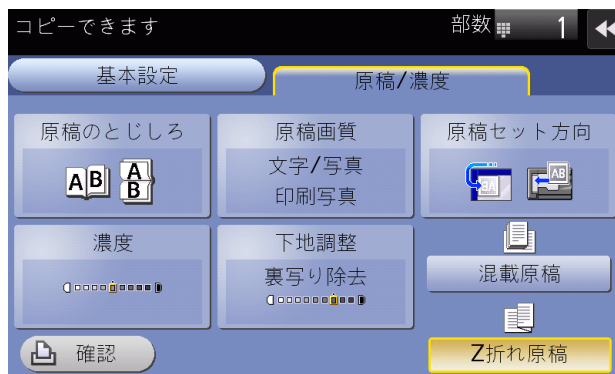 コピーできます
部数 1
基本設定
原稿/濃度
原稿のとじしろ
AB
A
B
原稿画質
文字/写真
印刷写真
原稿セット方向
AB
AB
濃度
下地調整
裏写り除去
混載原稿
確認
Z折れ原稿